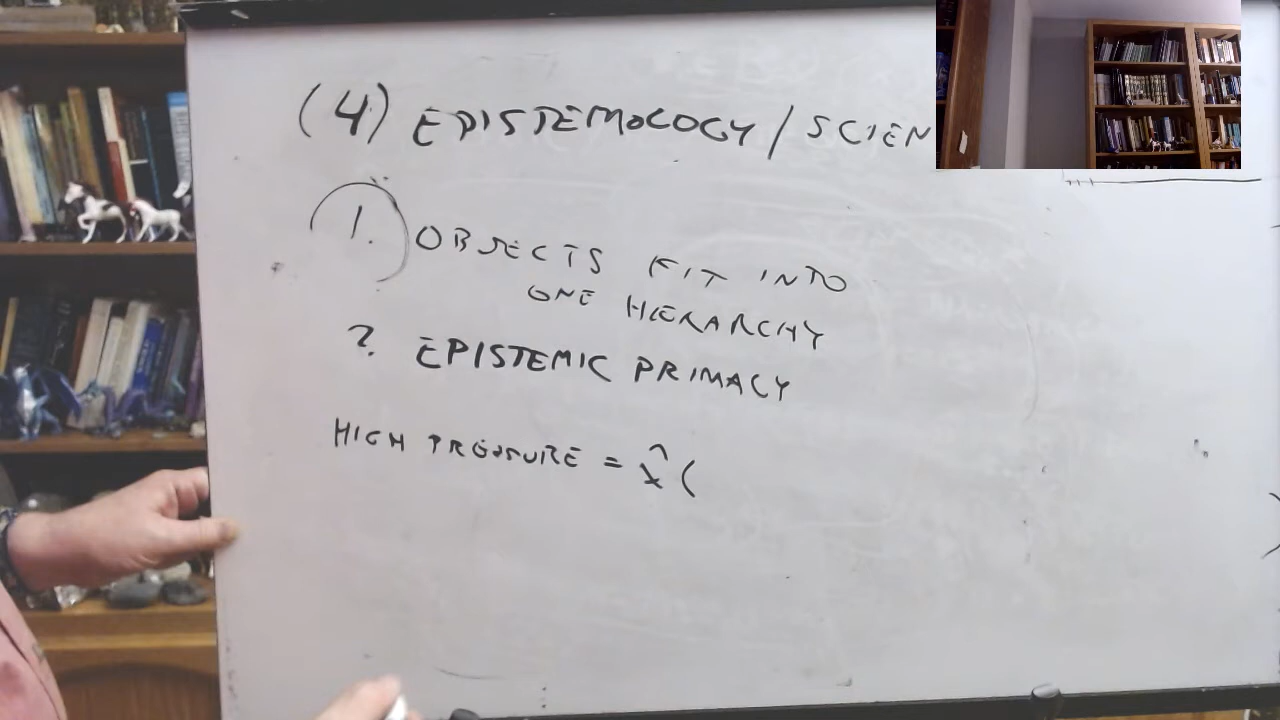 (4) EPISTEMOLOGY / SCIEN
1. OBJECTS FIT INTO
ONE HIERARCHY
2. EPISTEMIC PRIMACY
HIGH PRESSURE = x̂ (